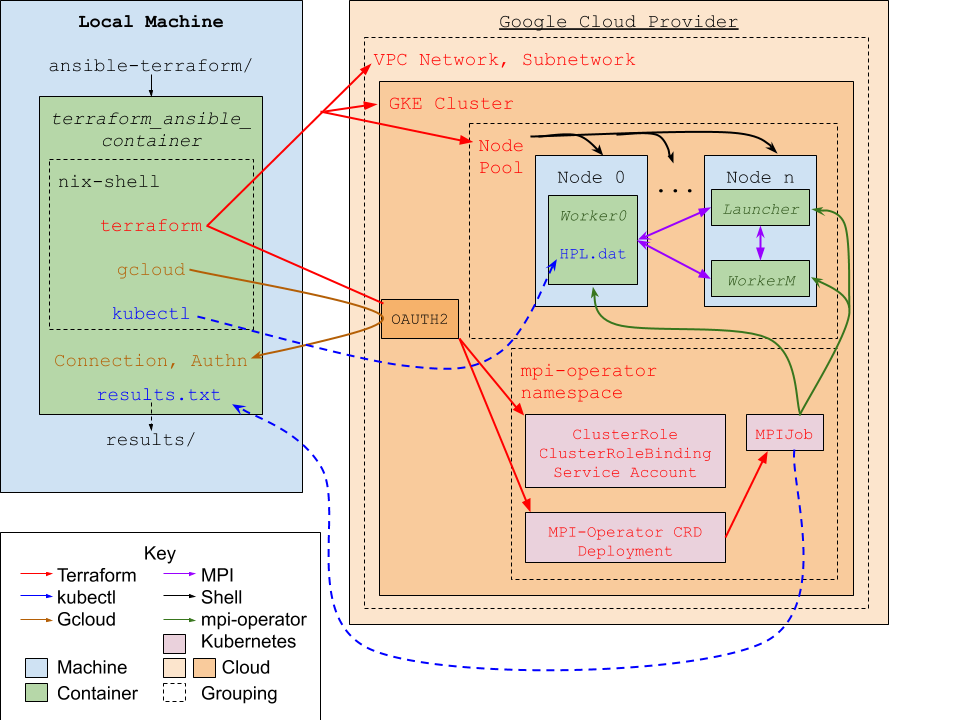 Local Machine
ansible-terraform/
terraform_ansible_
container
nix-shell
terraform
gcloud
kubectl
Connection, Authn
results.txt
results/
Google Cloud Provider
VPC Network, Subnetwork
GKE Cluster
Node
Pool
Node 0
Worker0
HPL.dat
...
Node n
Launcher
WorkerM
OAUTH2
mpi-operator
namespace
ClusterRole
ClusterRoleBinding
Service Account
MPIJob
MPI-Operator CRD
Deployment
Key
Terraform
MPI
kubectl
Shell
Gcloud
mpi-operator
Kubernetes
Machine
Cloud
Container
Grouping